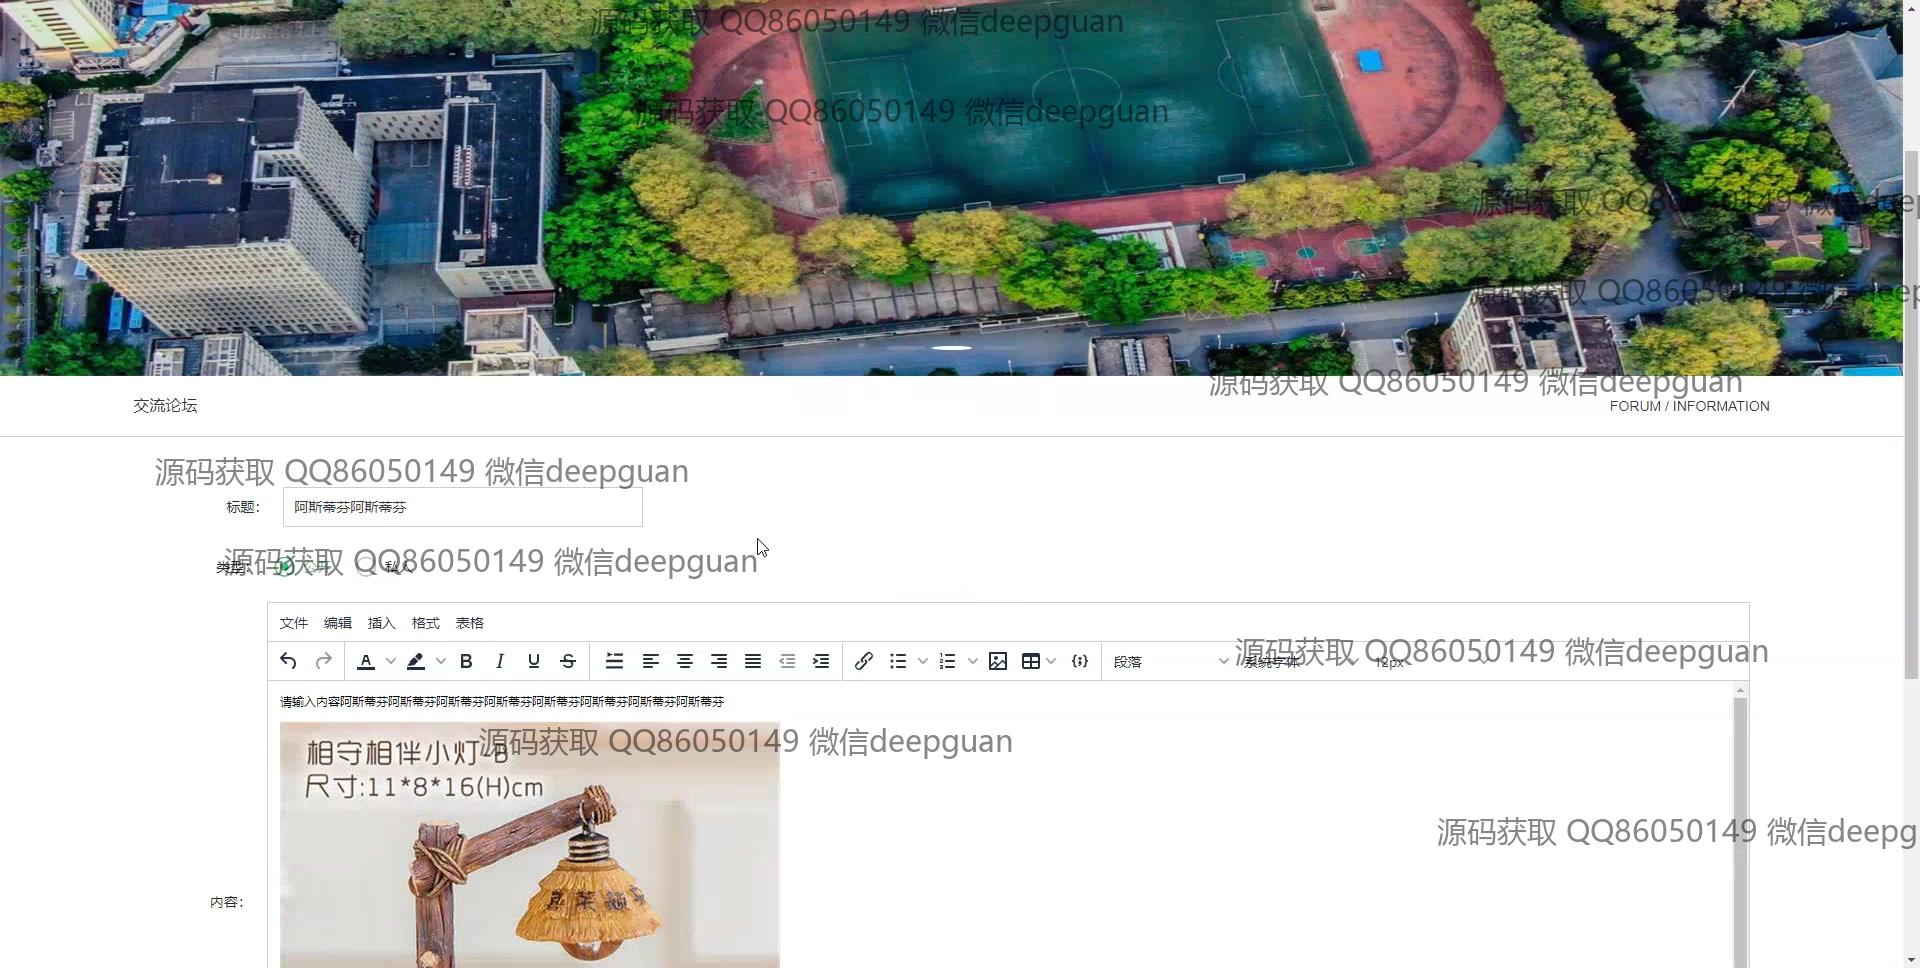 源码获取 QQ86050149 微信deepguan
源码获取 QQ86050149 微信deepguan
源码获取 QQ86050149 微信deep
源码获取 QQ86050149 微信deep
源码获取 QQ86050149 微信deepguan
交流论坛
FORUM / INFORMATION
源码获取 QQ86050149 微信deepguan
标题：
阿斯蒂芬阿斯蒂芬
源码获取 QQ86050149 微信deepguan
类型：
私人
文件 编辑 插入 格式 表格
源码获取 QQ86050149 微信deepguan
段落 系统字体 12px
请输入内容阿斯蒂芬阿斯蒂芬阿斯蒂芬阿斯蒂芬阿斯蒂芬阿斯蒂芬阿斯蒂芬阿斯蒂芬
源码获取 QQ86050149 微信deepguan
相守相伴小灯-B
尺寸:11*8*16(H)cm
源码获取 QQ86050149 微信deepg
内容：